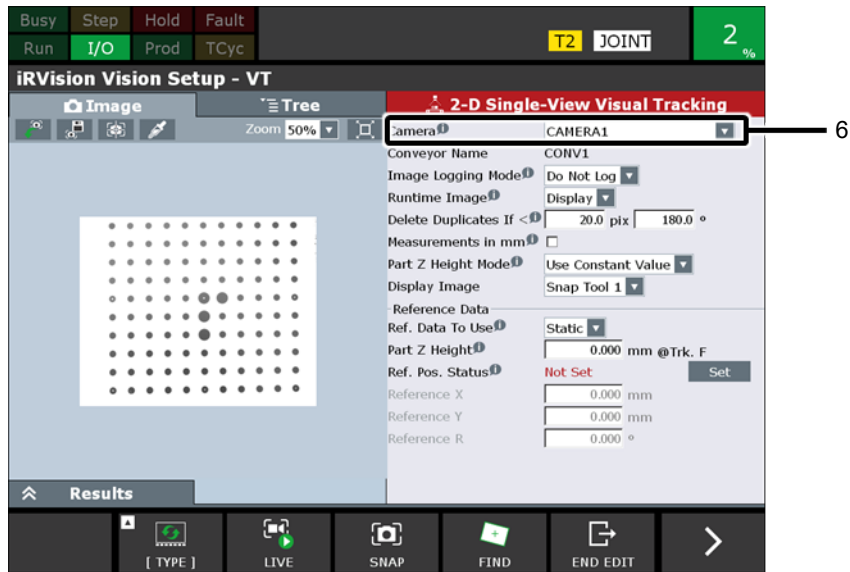 Busy Step Hold Fault
Run I/O Prod TCyc
T2 JOINT
2 %
iRVision Vision Setup - VT
Image Tree
2-D Single-View Visual Tracking
Zoom 50%
Camera CAMERA1
6
Conveyor Name CONV1
Image Logging Mode Do Not Log
Runtime Image Display
Delete Duplicates If < 20.0 pix 180.0 °
Measurements in mm
Part Z Height Mode Use Constant Value
Display Image Snap Tool 1
Reference Data
Ref. Data To Use Static
Part Z Height 0.000 mm @Trk. F
Ref. Pos. Status Not Set Set
Reference X 0.000 mm
Reference Y 0.000 mm
Reference R 0.000 °
Results
[ TYPE ] LIVE SNAP FIND END EDIT